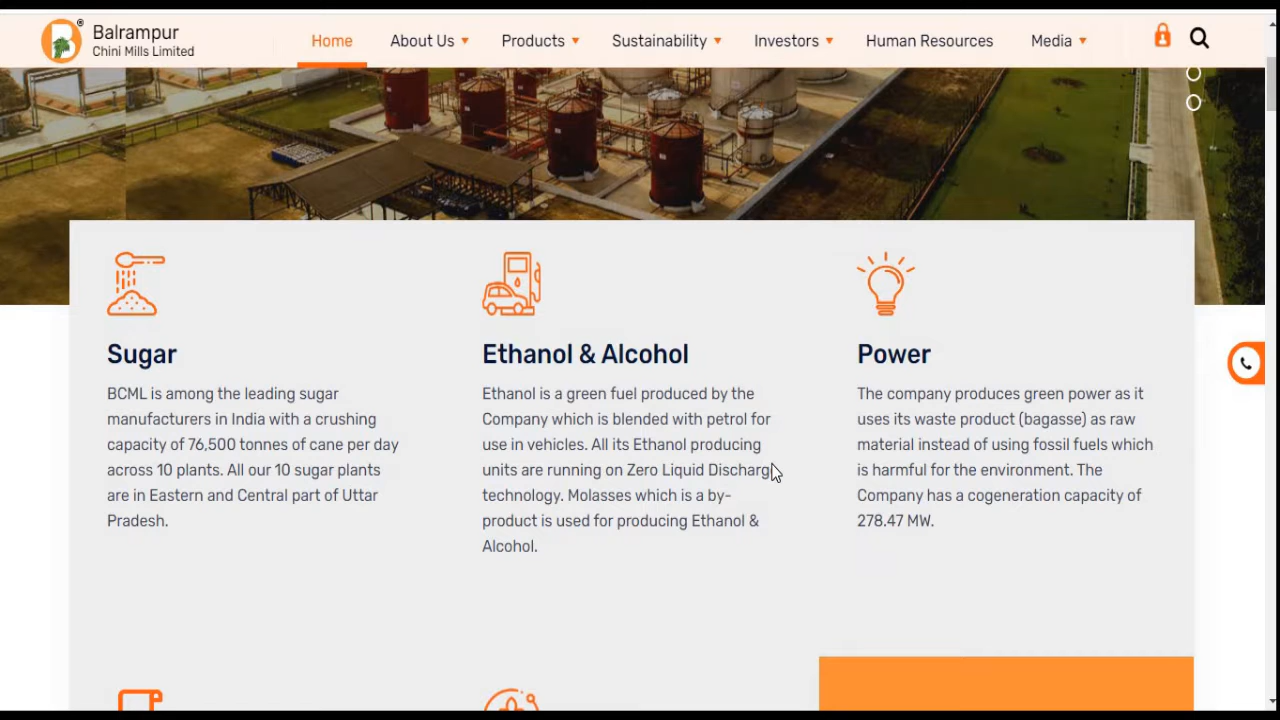 Balrampur
Chini Mills Limited
Home About Us Products Sustainability Investors Human Resources Media
Sugar
BCML is among the leading sugar
manufacturers in India with a crushing
capacity of 76,500 tonnes of cane per day
across 10 plants. All our 10 sugar plants
are in Eastern and Central part of Uttar
Pradesh.
Ethanol & Alcohol
Ethanol is a green fuel produced by the
Company which is blended with petrol for
use in vehicles. All its Ethanol producing
units are running on Zero Liquid Discharge
technology. Molasses which is a by-
product is used for producing Ethanol &
Alcohol.
Power
The company produces green power as it
uses its waste product (bagasse) as raw
material instead of using fossil fuels which
is harmful for the environment. The
Company has a cogeneration capacity of
278.47 MW.